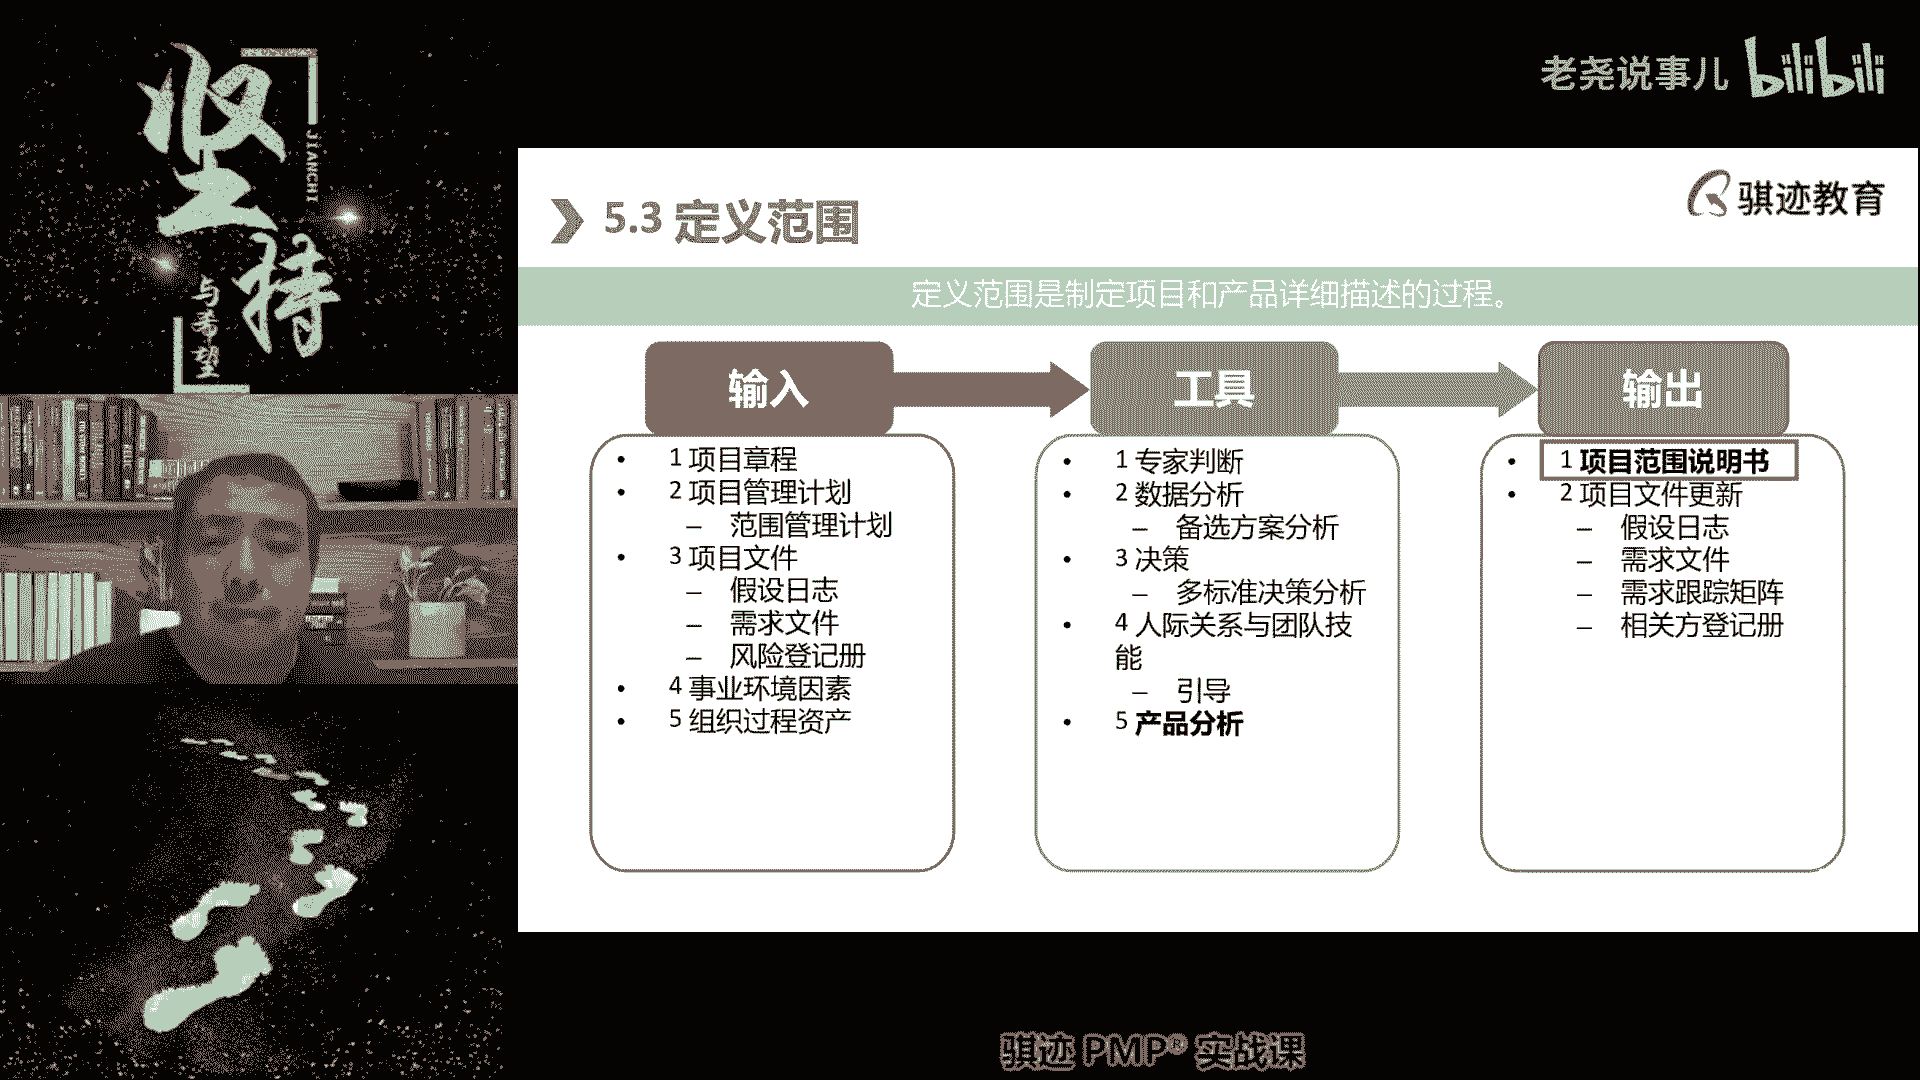 坚持
JIANCHI
与希望
老尧说事儿 bilibili
骐迹教育
5.3 定义范围
定义范围是制定项目和产品详细描述的过程。
输入
• 1 项目章程
• 2 项目管理计划
– 范围管理计划
• 3 项目文件
– 假设日志
– 需求文件
– 风险登记册
• 4 事业环境因素
• 5 组织过程资产
工具
• 1 专家判断
• 2 数据分析
– 备选方案分析
• 3 决策
– 多标准决策分析
• 4 人际关系与团队技
能
– 引导
• 5 产品分析
输出
• 1 项目范围说明书
• 2 项目文件更新
– 假设日志
– 需求文件
– 需求跟踪矩阵
– 相关方登记册
骐迹 PMP® 实战课